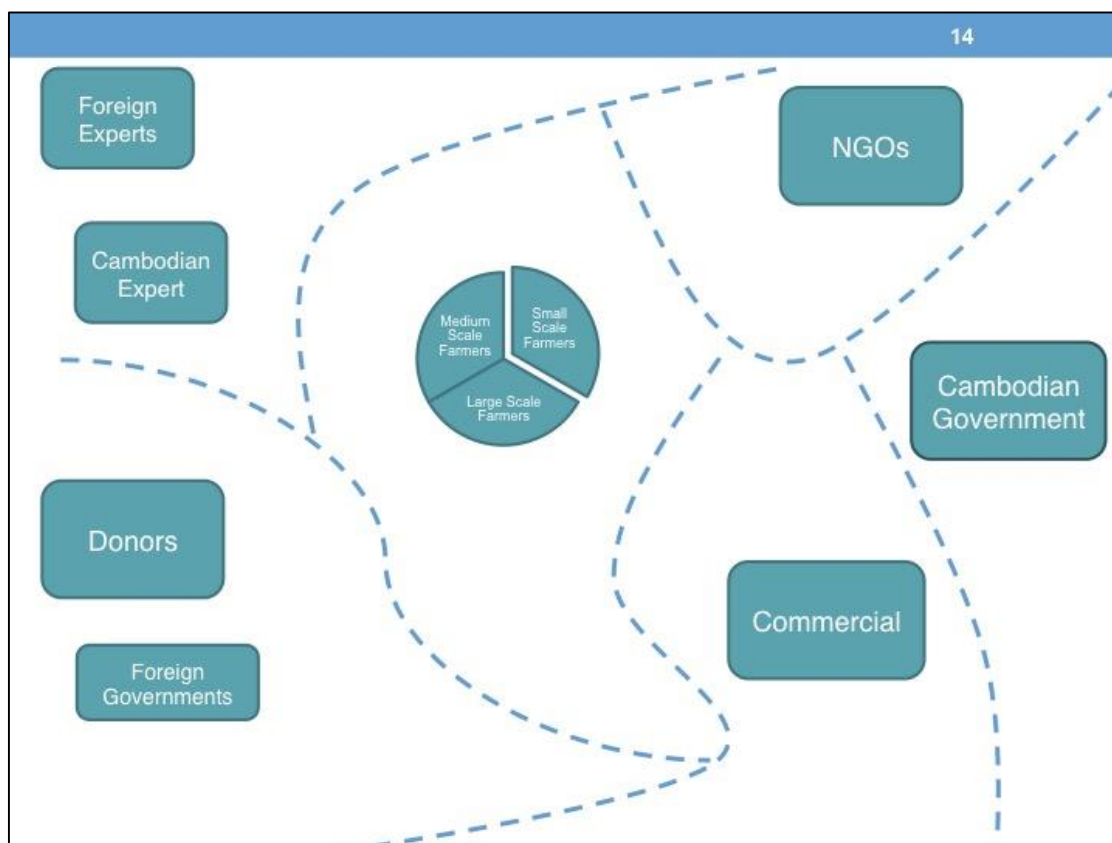 14
Foreign
Experts
NGOs
Cambodian
Expert
Medium
Scale
Farmers
Small
Scale
Farmers
Large Scale
Farmers
Cambodian
Government
Donors
Commercial
Foreign
Governments